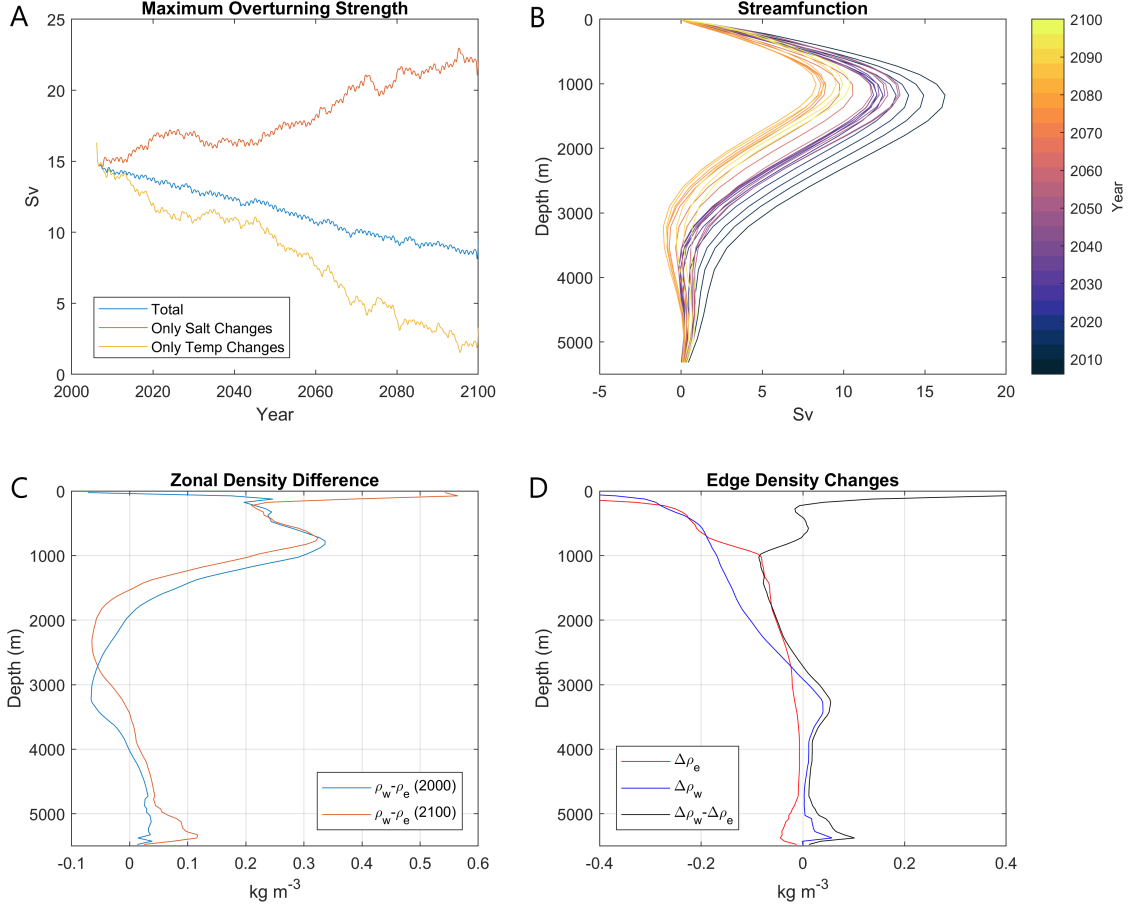 A
Maximum Overturning Strength
25
20
15
10
5
0
Sv
2000 2020 2040 2060 2080 2100
Year
Total
Only Salt Changes
Only Temp Changes
B
Streamfunction
0
1000
2000
3000
4000
5000
Depth (m)
-5 0 5 10 15 20
Sv
2100
2090
2080
2070
2060
2050
2040
2030
2020
2010
Year
C
Zonal Density Difference
0
1000
2000
3000
4000
5000
Depth (m)
-0.1 0 0.1 0.2 0.3 0.4 0.5 0.6
kg m⁻³
ρw-ρe (2000)
ρw-ρe (2100)
D
Edge Density Changes
0
1000
2000
3000
4000
5000
Depth (m)
-0.4 -0.2 0 0.2 0.4
kg m⁻³
Δρe
Δρw
Δρw-Δρe